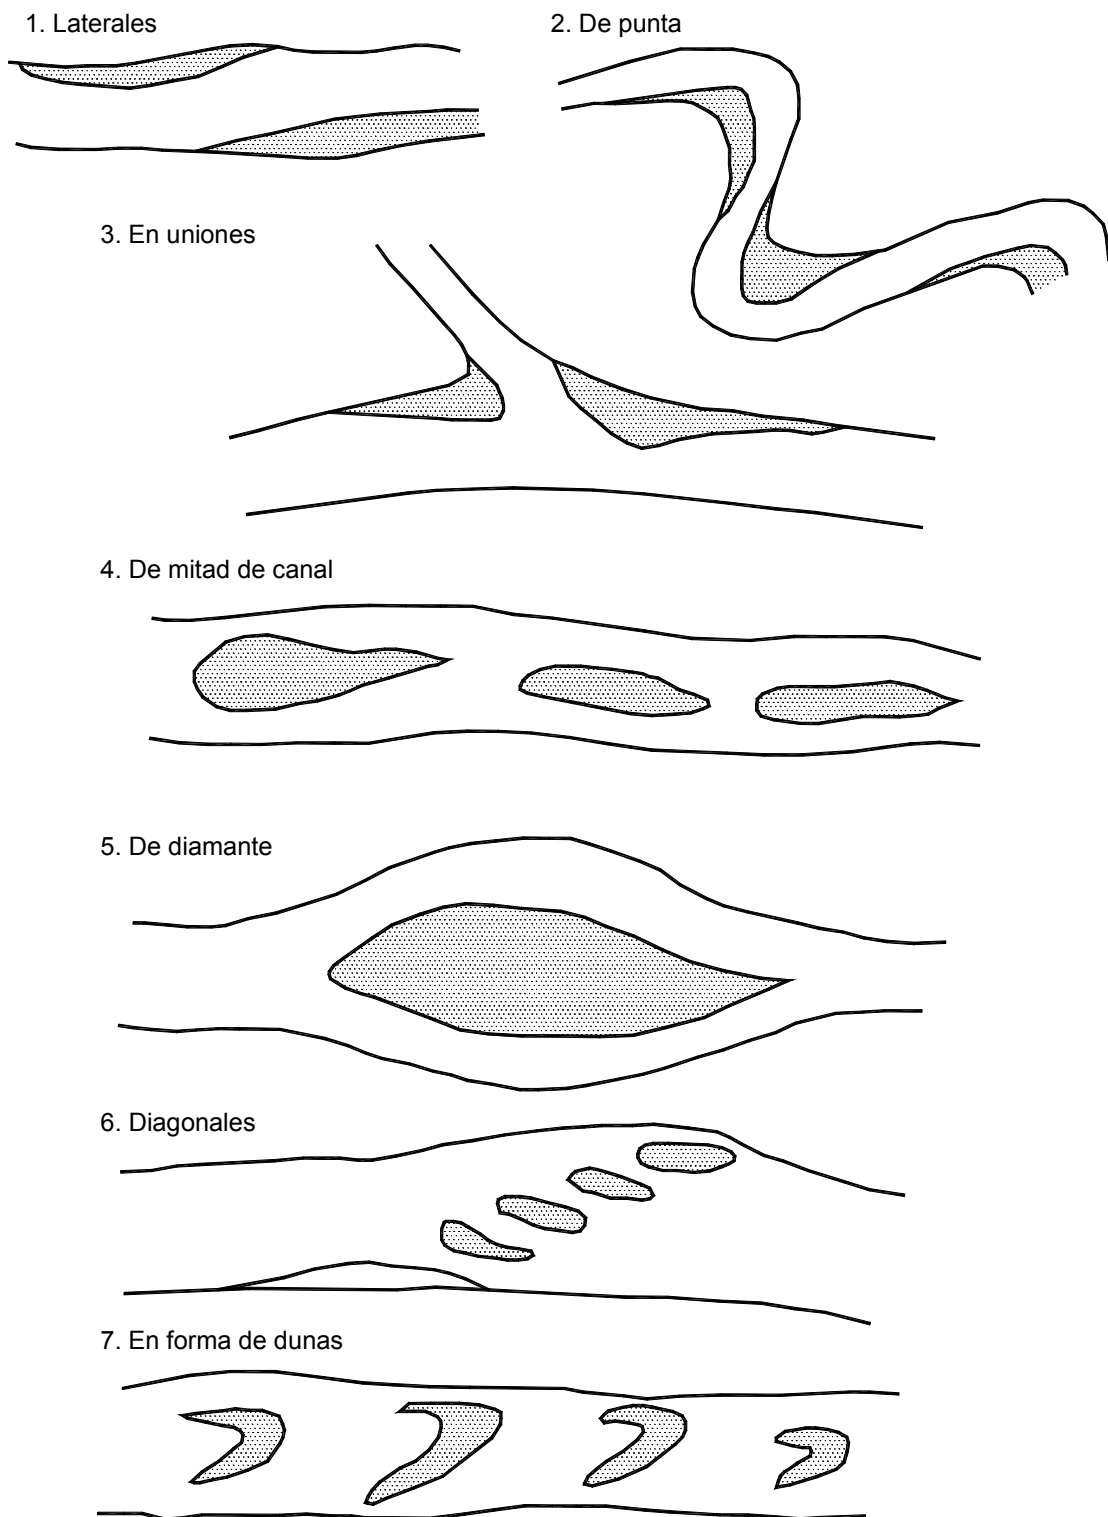 1. Laterales
2. De punta
3. En uniones
4. De mitad de canal
5. De diamante
6. Diagonales
7. En forma de dunas